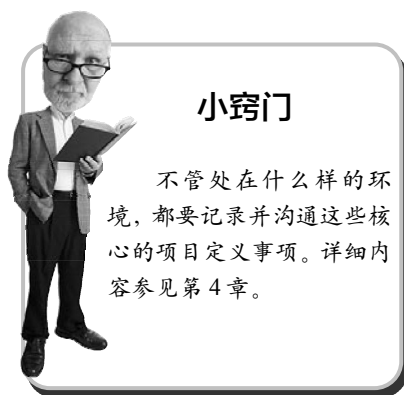 小窍门
不管处在什么样的环
境，都要记录并沟通这些核
心的项目定义事项。详细内
容参见第 4 章。